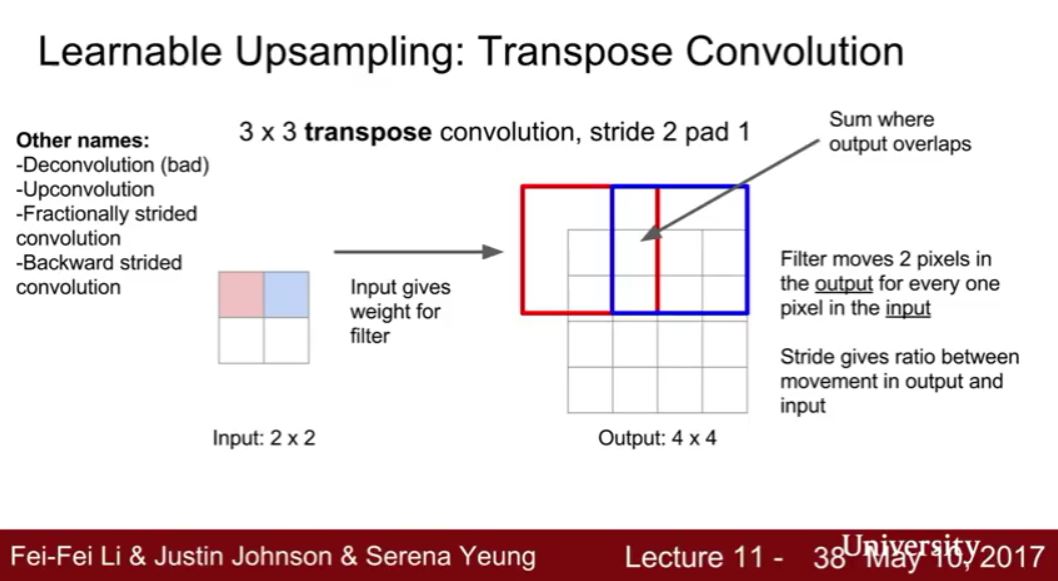 Learnable Upsampling: Transpose Convolution
Other names:
-Deconvolution (bad)
-Upconvolution
-Fractionally strided
convolution
-Backward strided
convolution
3 x 3 transpose convolution, stride 2 pad 1
Sum where
output overlaps
Input gives
weight for
filter
Filter moves 2 pixels in
the output for every one
pixel in the input
Stride gives ratio between
movement in output and
input
Input: 2 x 2
Output: 4 x 4
Fei-Fei Li & Justin Johnson & Serena Yeung
Lecture 11 - 38
University
May 10, 2017